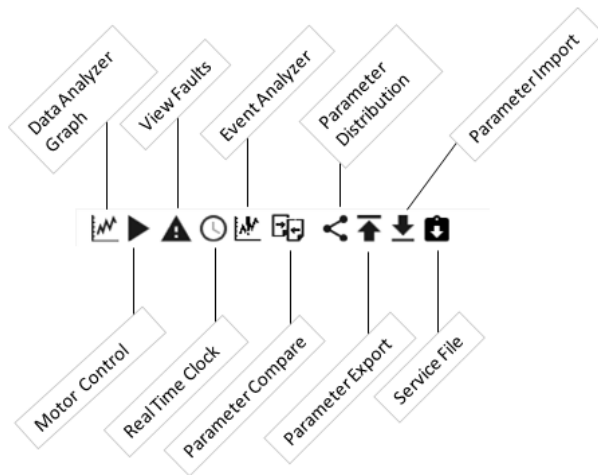 Data Analyzer
Graph
View Faults
Event Analyzer
Parameter
Distribution
Parameter Import
Motor Control
Real Time Clock
Parameter Compare
Parameter Export
Service File